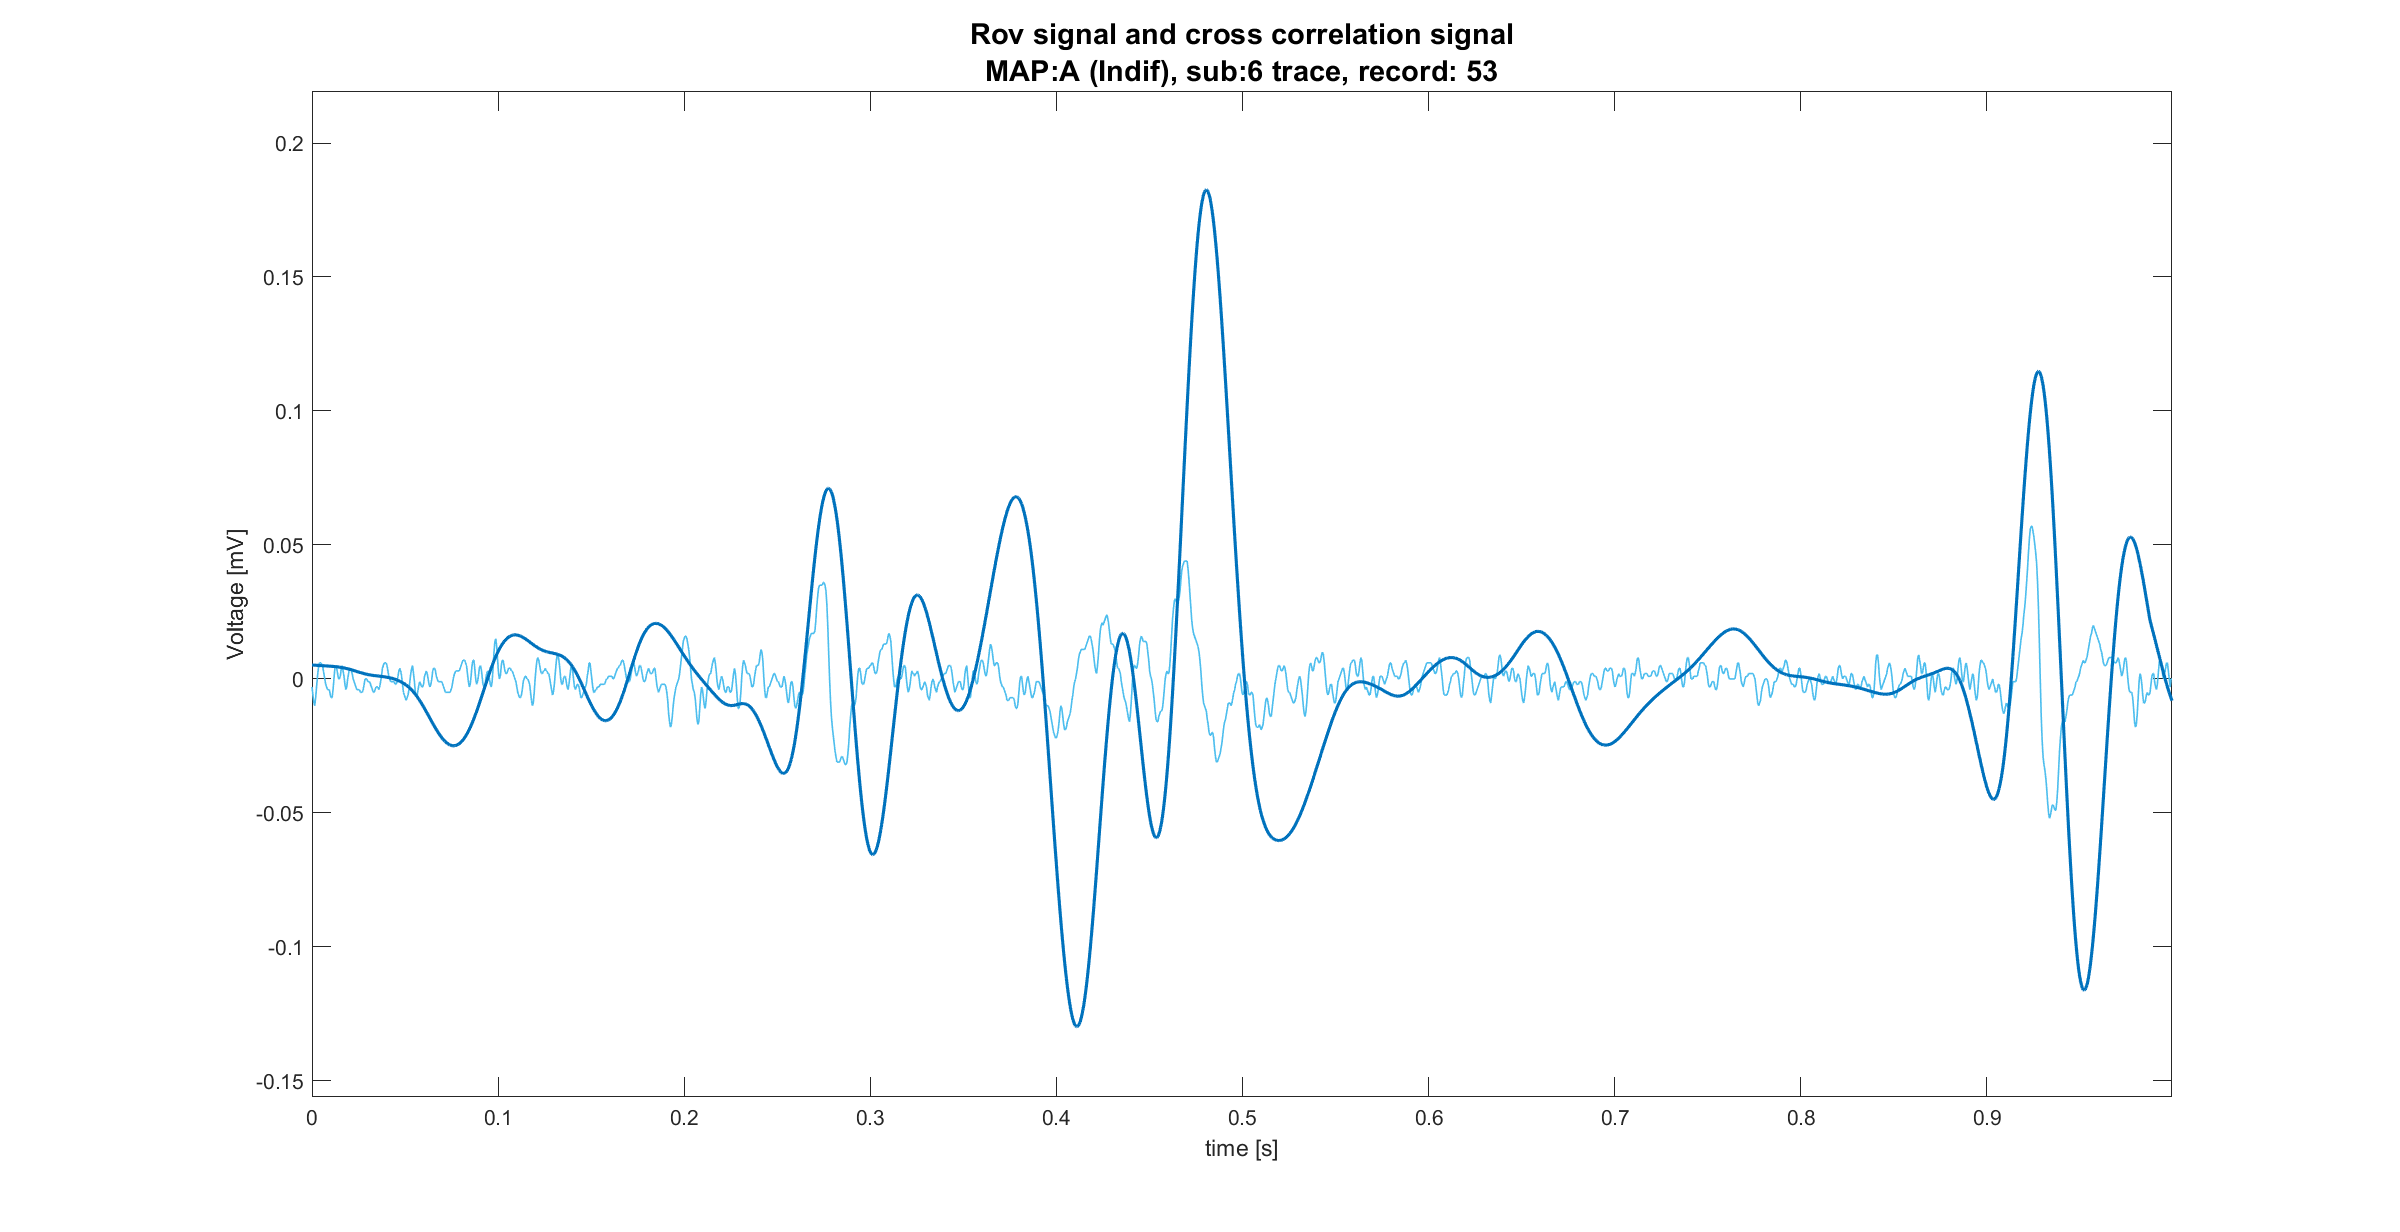 Rov signal and cross correlation signal
MAP:A (Indif), sub:6 trace, record: 53
0.2
0.15
0.1
0.05
0
-0.05
-0.1
-0.15
Voltage [mV]
0 0.1 0.2 0.3 0.4 0.5 0.6 0.7 0.8 0.9
time [s]